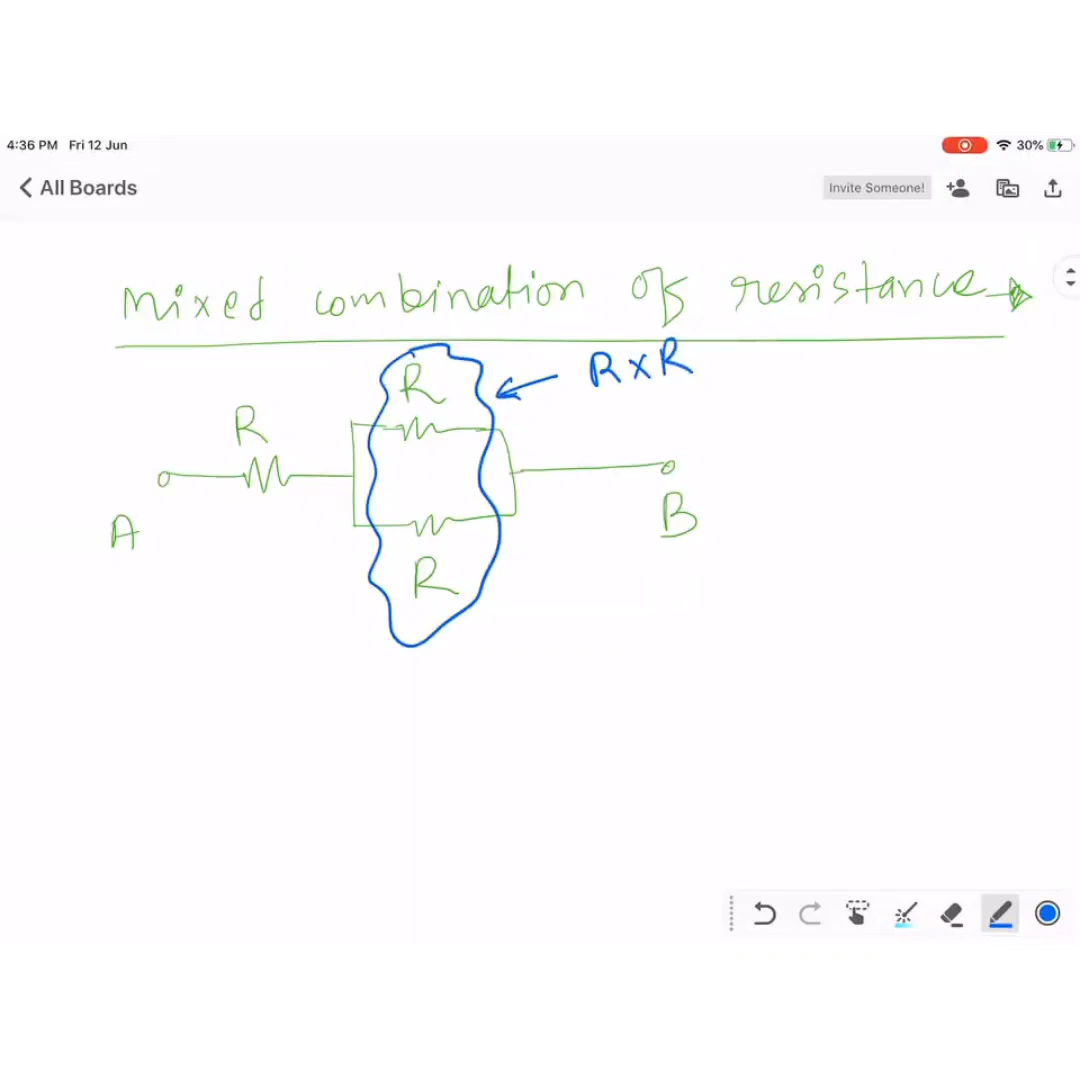 4:36 PM Fri 12 Jun
30%
All Boards
Invite Someone!
mixed combination of resistance
R × R
R
R
A
B
R